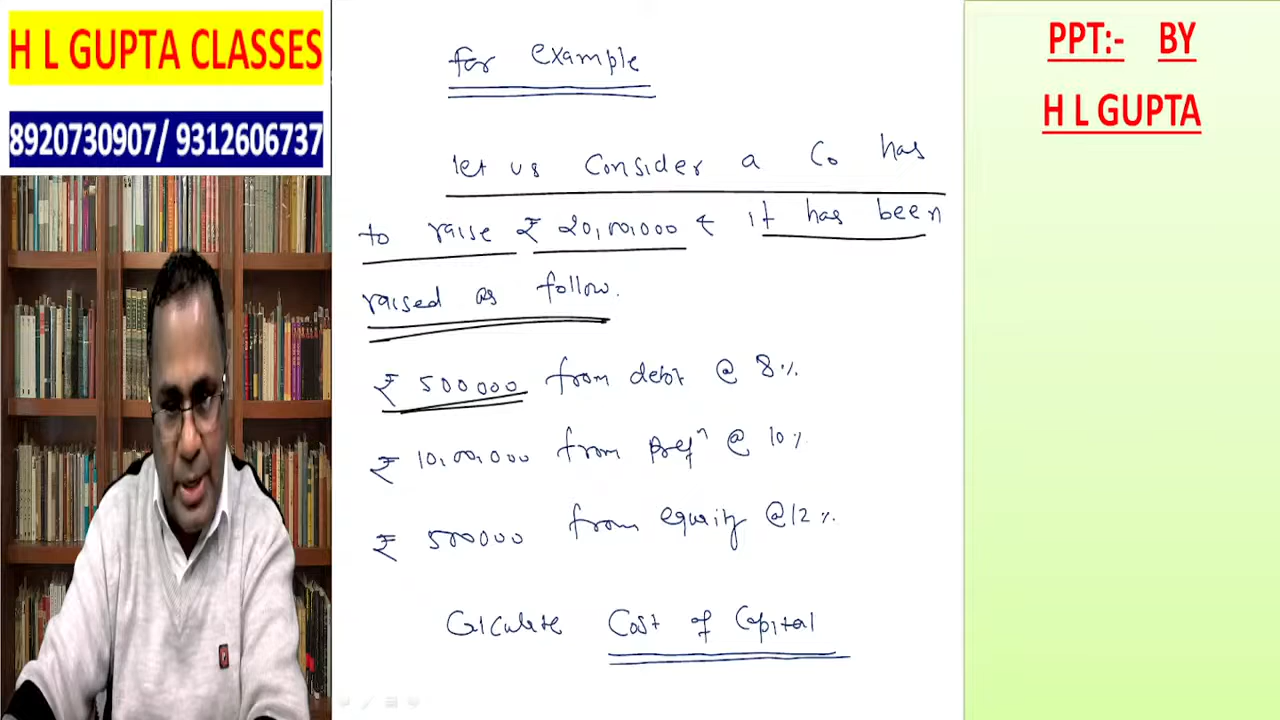 H L GUPTA CLASSES
8920730907/ 9312606737
for example
let us Consider a Co has
to raise ₹ 20,00,000 & it has been
raised as follow.
₹ 500000 from debt @ 8%
₹ 10,00,000 from prefⁿ @ 10%
₹ 500000 from equity @ 12%
Calculate Cost of Capital
PPT:- BY
H L GUPTA